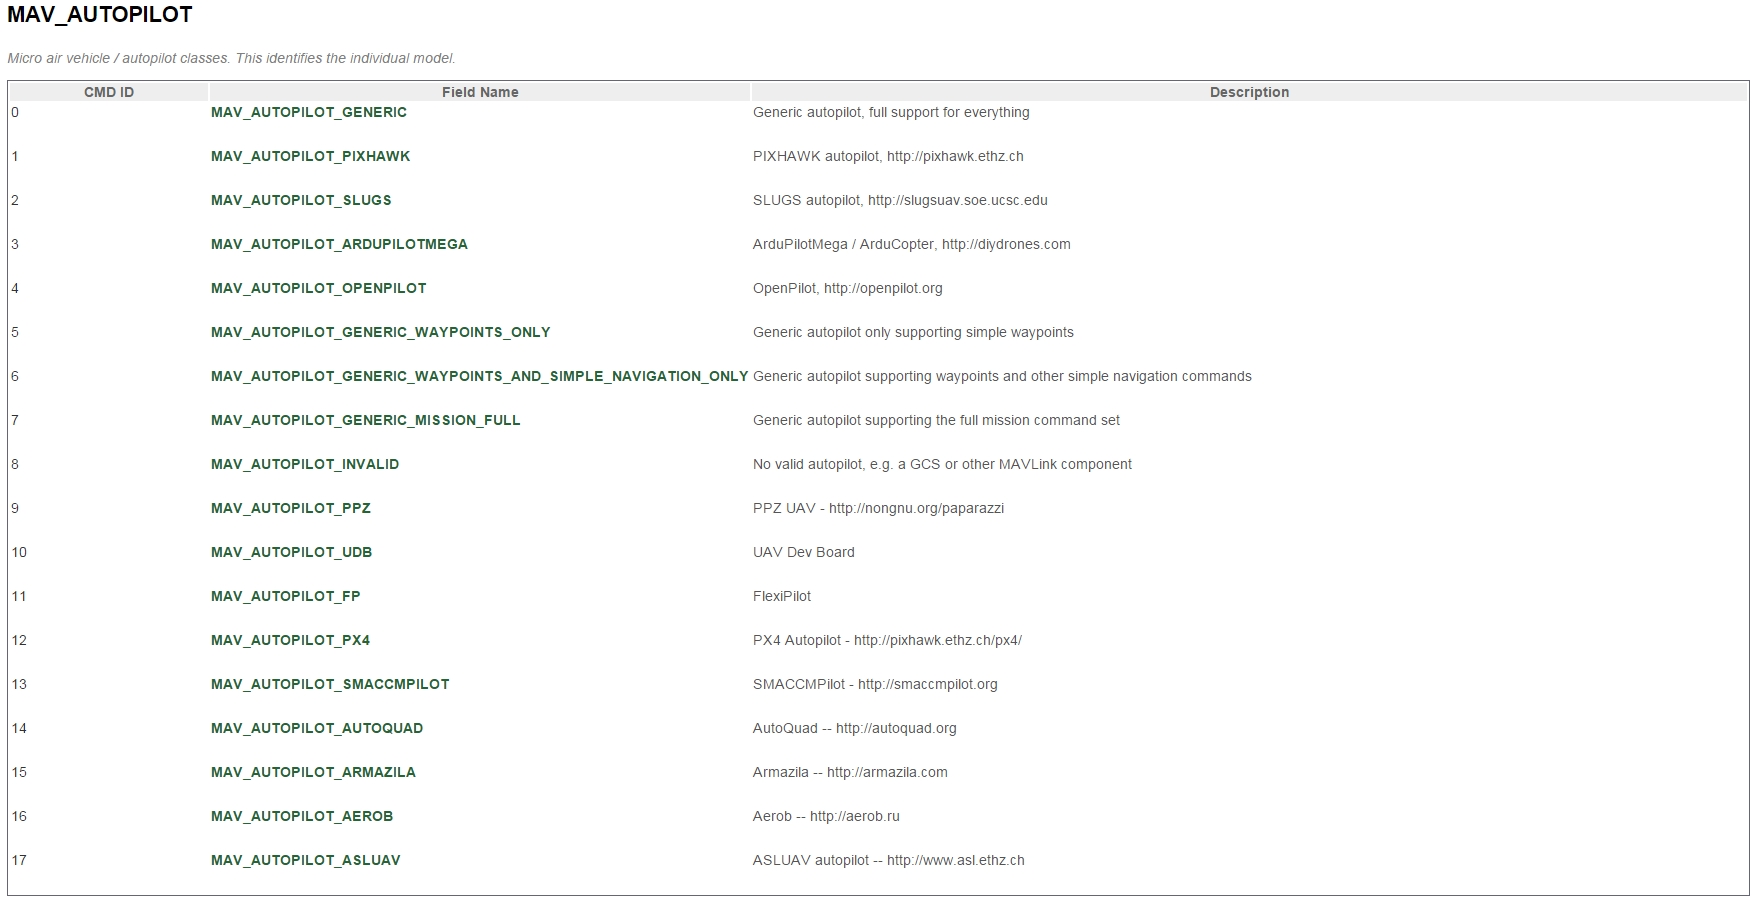 MAV_AUTOPILOT
Micro air vehicle / autopilot classes. This identifies the individual model.
CMD ID Field Name Description
0 MAV_AUTOPILOT_GENERIC Generic autopilot, full support for everything
1 MAV_AUTOPILOT_PIXHAWK PIXHAWK autopilot, http://pixhawk.ethz.ch
2 MAV_AUTOPILOT_SLUGS SLUGS autopilot, http://slugsuav.soe.ucsc.edu
3 MAV_AUTOPILOT_ARDUPILOTMEGA ArduPilotMega / ArduCopter, http://diydrones.com
4 MAV_AUTOPILOT_OPENPILOT OpenPilot, http://openpilot.org
5 MAV_AUTOPILOT_GENERIC_WAYPOINTS_ONLY Generic autopilot only supporting simple waypoints
6 MAV_AUTOPILOT_GENERIC_WAYPOINTS_AND_SIMPLE_NAVIGATION_ONLY Generic autopilot supporting waypoints and other simple navigation commands
7 MAV_AUTOPILOT_GENERIC_MISSION_FULL Generic autopilot supporting the full mission command set
8 MAV_AUTOPILOT_INVALID No valid autopilot, e.g. a GCS or other MAVLink component
9 MAV_AUTOPILOT_PPZ PPZ UAV - http://nongnu.org/paparazzi
10 MAV_AUTOPILOT_UDB UAV Dev Board
11 MAV_AUTOPILOT_FP FlexiPilot
12 MAV_AUTOPILOT_PX4 PX4 Autopilot - http://pixhawk.ethz.ch/px4/
13 MAV_AUTOPILOT_SMACCMPILOT SMACCMPilot - http://smaccmpilot.org
14 MAV_AUTOPILOT_AUTOQUAD AutoQuad -- http://autoquad.org
15 MAV_AUTOPILOT_ARMAZILA Armazila -- http://armazila.com
16 MAV_AUTOPILOT_AEROB Aerob -- http://aerob.ru
17 MAV_AUTOPILOT_ASLUAV ASLUAV autopilot -- http://www.asl.ethz.ch